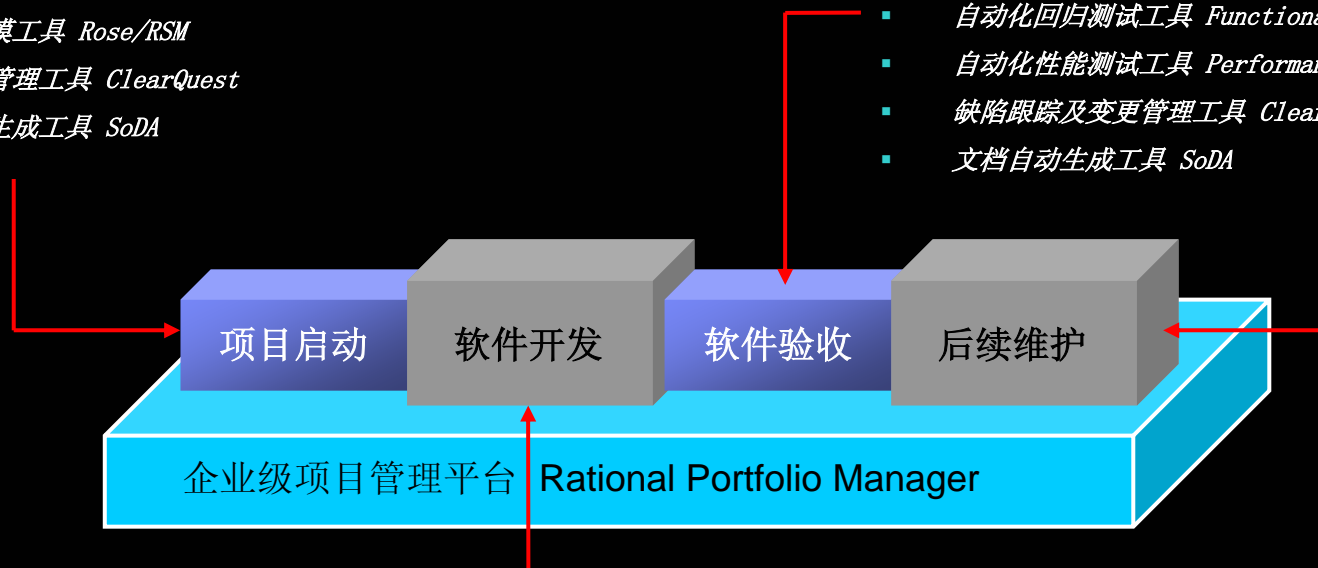 模工具 Rose/RSM
管理工具 ClearQuest
生成工具 SoDA
自动化回归测试工具 Functiona
自动化性能测试工具 Performan
缺陷跟踪及变更管理工具 Clear
文档自动生成工具 SoDA
项目启动
软件开发
软件验收
后续维护
企业级项目管理平台 Rational Portfolio Manager